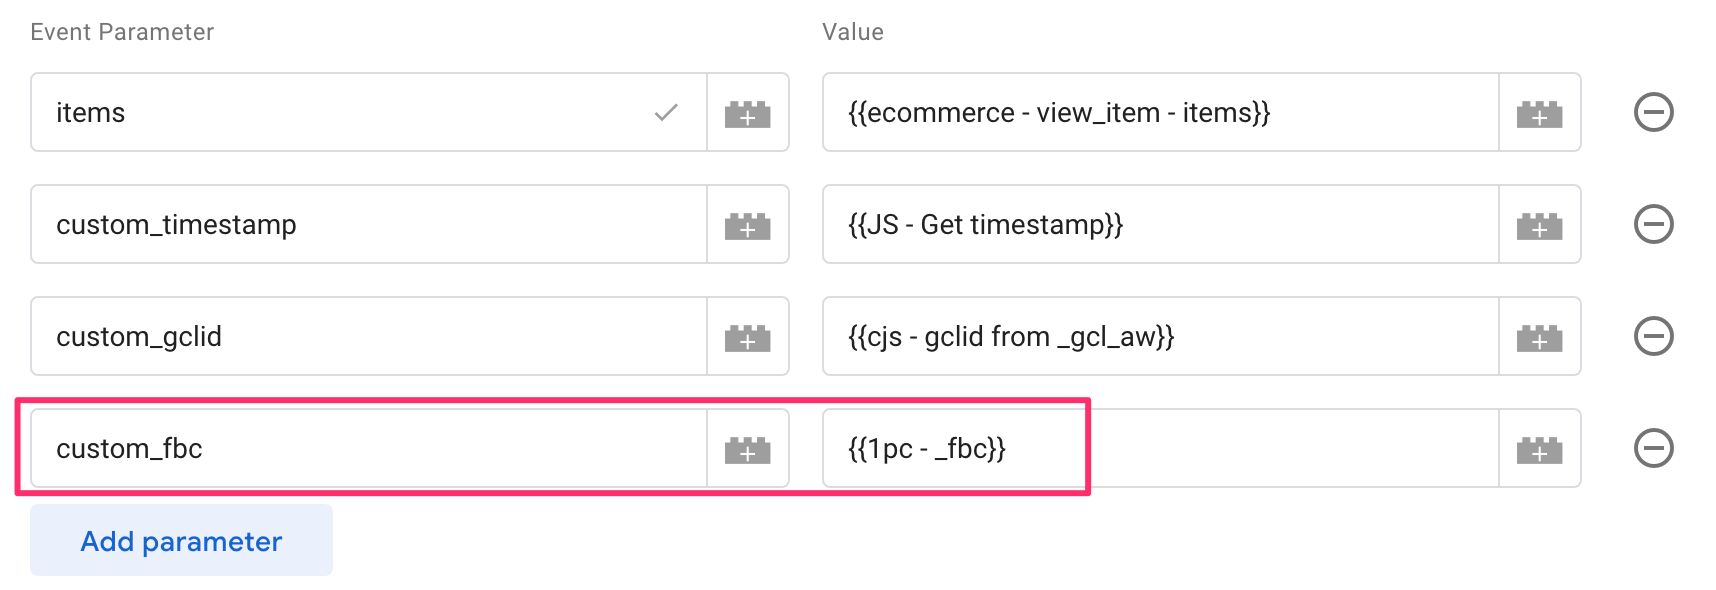 Event Parameter Value
items {{ecommerce - view_item - items}}
custom_timestamp {{JS - Get timestamp}}
custom_gclid {{cjs - gclid from _gcl_aw}}
custom_fbc {{1pc - _fbc}}
Add parameter